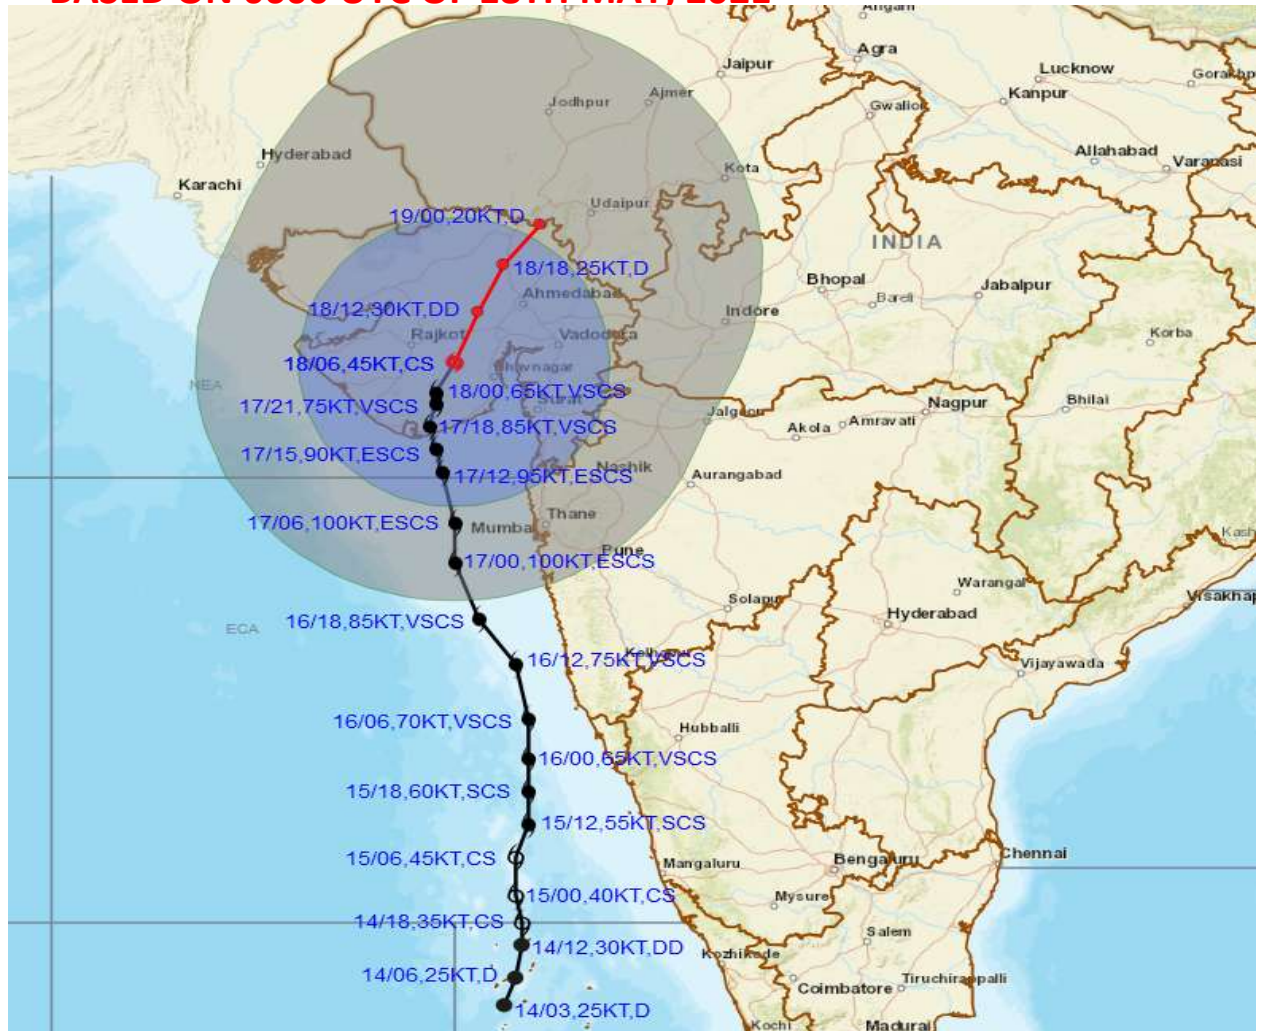 Angam
Agra
Jaipur
Lucknow
Gorakhp
Kanpur
Ajmer
Jodhpur
Gwalior
Hyderabad
Allahabad
Varanasi
Kota
Karachi
Udaipur
19/00,20KT,D
INDIA
18/18,25KT,D
Bhopal
Jabalpur
Ahmedabad
Bareli
18/12,30KT,DD
Indore
Rajkot
Vadodara
Korba
18/06,45KT,CS
Bhavnagar
NEA
18/00,65KT,VSCS
Surat
17/21,75KT,VSCS
Nagpur
Bhilai
Jalgaon
Amravati
Akola
17/18,85KT,VSCS
17/15,90KT,ESCS
Nashik
17/12,95KT,ESCS
Aurangabad
Thane
17/06,100KT,ESCS
Mumba
Kash
Pune
17/00,100KT,ESCS
Warangal
Solapu
Visakhap
Hyderabad
16/18,85KT,VSCS
ECA
16/12,75KT,VSCS
Vijayawada
16/06,70KT,VSCS
Hubballi
16/00,65KT,VSCS
15/18,60KT,SCS
15/12,55KT,SCS
15/06,45KT,CS
Mangaluru
Bengaluru
Chennai
15/00,40KT,CS
Mysure
14/18,35KT,CS
Salem
14/12,30KT,DD
Kozhikode
14/06,25KT,D
Coimbatore
Tiruchirappalli
14/03,25KT,D
Kochi
Madurai